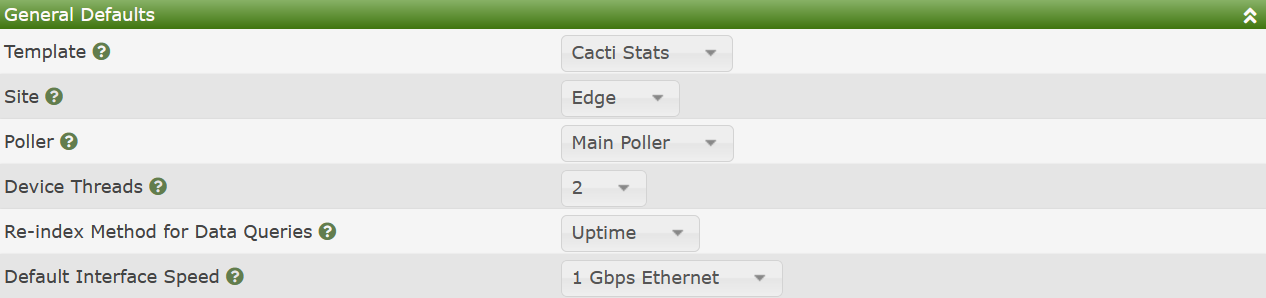 General Defaults
Template Cacti Stats
Site Edge
Poller Main Poller
Device Threads 2
Re-index Method for Data Queries Uptime
Default Interface Speed 1 Gbps Ethernet